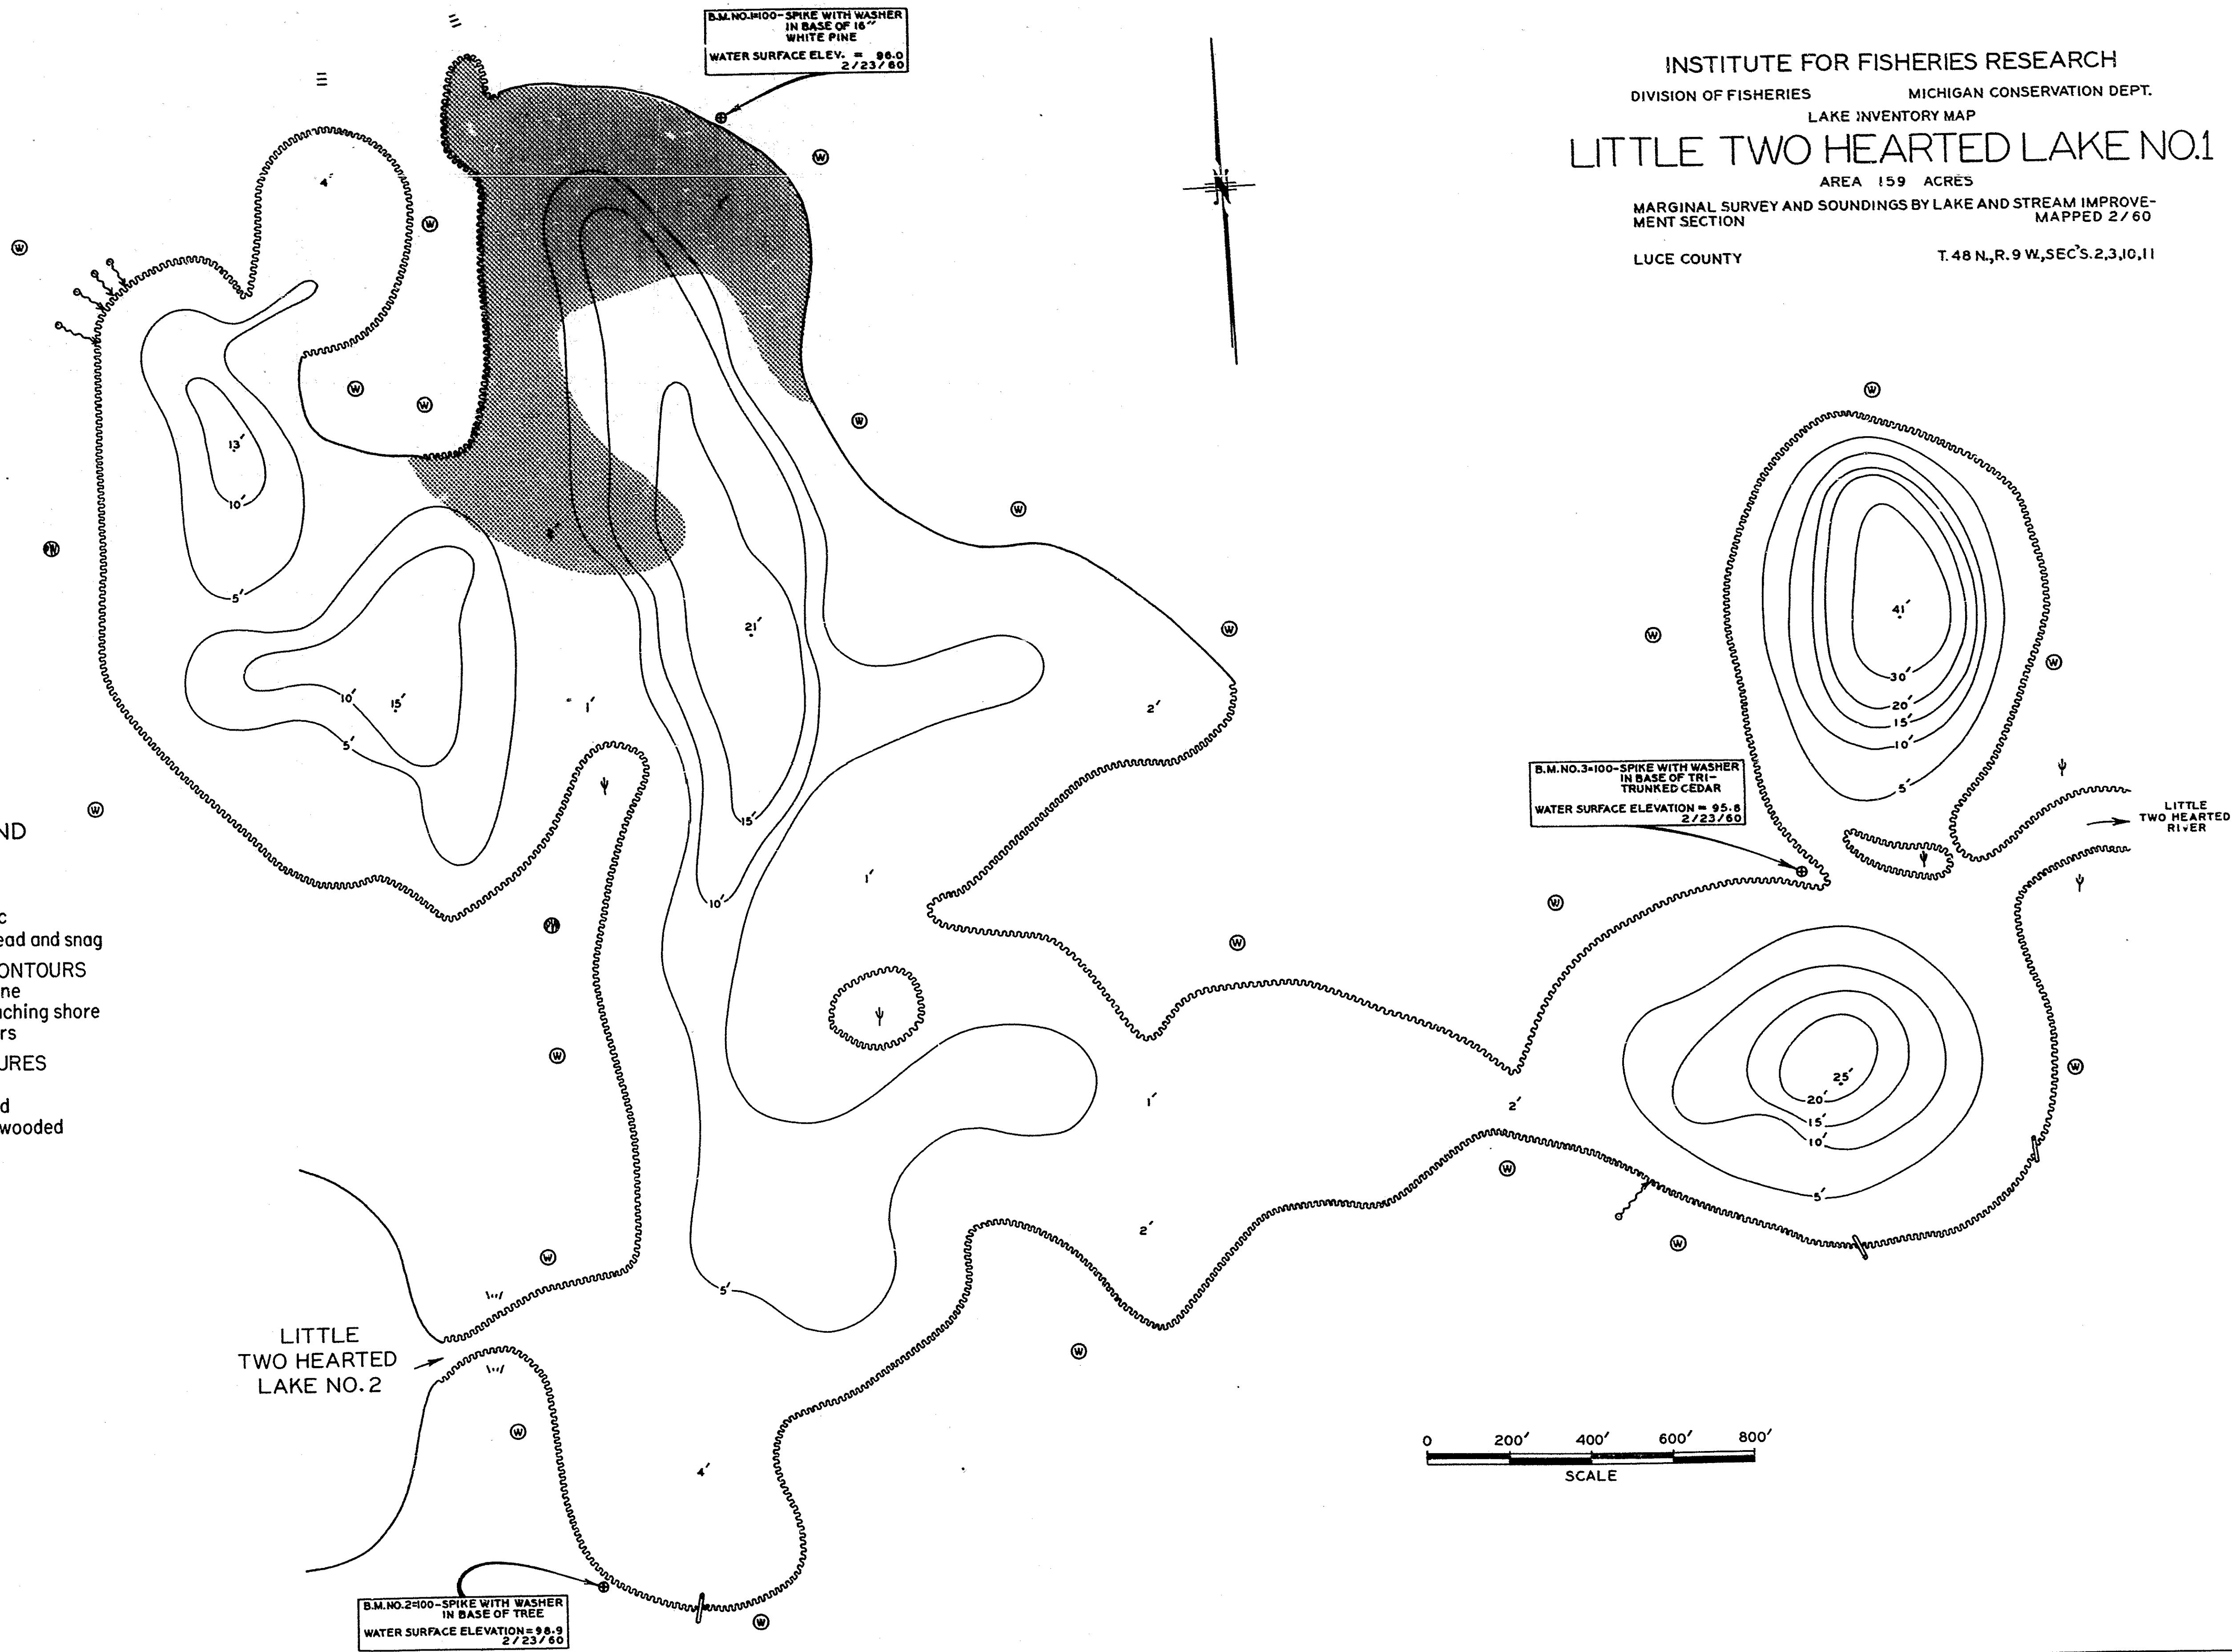 B.M.NO.1=100-SPIKE WITH WASHER
IN BASE OF 16"
WHITE PINE
WATER SURFACE ELEV. = 96.0
2/23/60
INSTITUTE FOR FISHERIES RESEARCH
DIVISION OF FISHERIES MICHIGAN CONSERVATION DEPT.
LAKE INVENTORY MAP
LITTLE TWO HEARTED LAKE NO.1
AREA 159 ACRES
MARGINAL SURVEY AND SOUNDINGS BY LAKE AND STREAM IMPROVE-
MENT SECTION MAPPED 2/60
LUCE COUNTY T. 48 N., R. 9 W., SEC'S. 2,3,10,11
N
4'
W
W
W
W
W
W
W
W
13'
10'
5'
W
21'
W
W
W
41'
30'
20'
15'
10'
5'
10'
15'
5'
1'
2'
B.M.NO.3=100-SPIKE WITH WASHER
IN BASE OF TRI-
TRUNKED CEDAR
WATER SURFACE ELEVATION = 95.8
2/23/60
LITTLE
TWO HEARTED
RIVER
W
15'
10'
1'
ND
c
ead and snag
ONTOURS
ne
aching shore
rs
URES
d
wooded
W
W
W
W
25'
20'
15'
10'
5'
1'
2'
W
W
2'
5'
W
LITTLE
TWO HEARTED
LAKE NO. 2
W
W
4'
0 200' 400' 600' 800'
SCALE
B.M.NO.2=100-SPIKE WITH WASHER
IN BASE OF TREE
WATER SURFACE ELEVATION=98.9
2/23/60
W